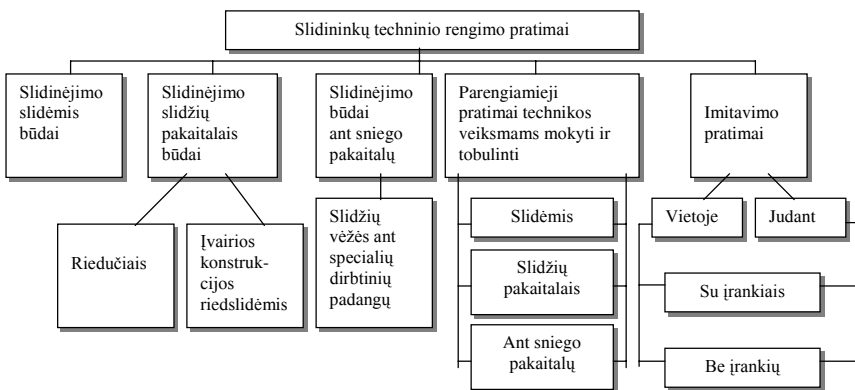 Slidininkų techninio rengimo pratimai
Slidinėjimo
slidėmis
būdai
Slidinėjimo
slidžių
pakaitalais
būdai
Slidinėjimo
būdai
ant sniego
pakaitalų
Parengiamieji
pratimai technikos
veiksmams mokyti ir
tobulinti
Imitavimo
pratimai
Riedučiais
Įvairios
konstruk-
cijos
riedslidėmis
Slidžių
vėžės ant
specialių
dirbtinių
padangų
Slidėmis
Slidžių
pakaitalais
Ant sniego
pakaitalų
Vietoje
Judant
Su įrankiais
Be įrankių